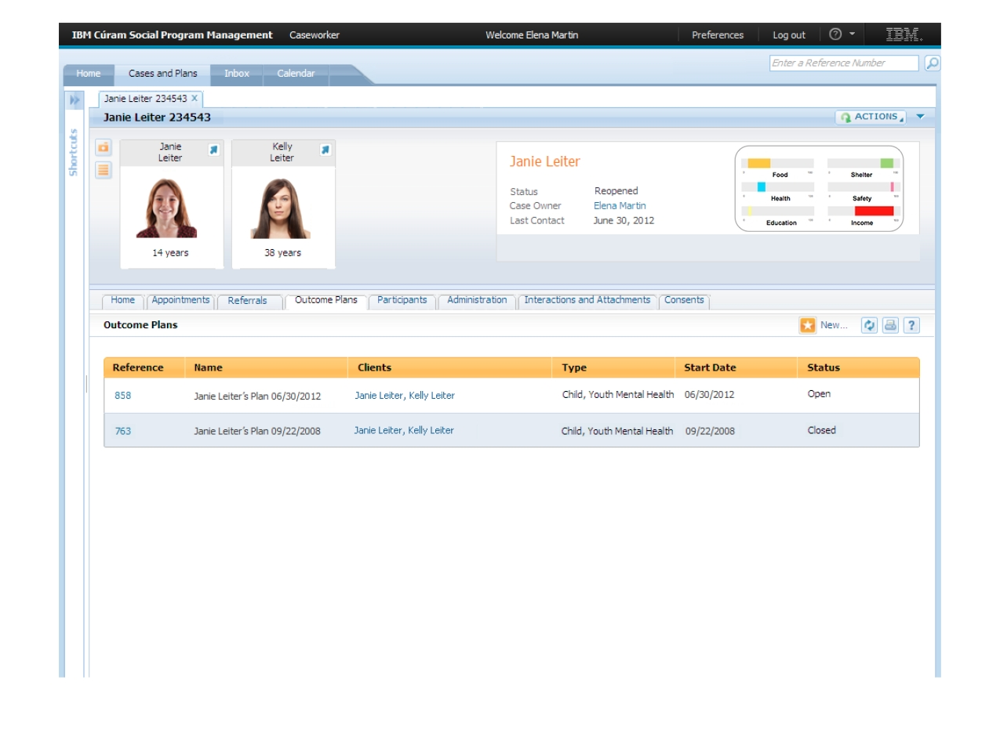 IBM Cúram Social Program Management Caseworker Welcome Elena Martin Preferences Log out ? IBM.
Enter a Reference Number
Home Cases and Plans Inbox Calendar
Janie Leiter 234543 X
Janie Leiter 234543 ACTIONS
Shortcuts
Janie Leiter
Kelly Leiter
14 years
38 years
Janie Leiter
Status Reopened
Case Owner Elena Martin
Last Contact June 30, 2012
Food Shelter
Health Safety
Education Income
Home Appointments Referrals Outcome Plans Participants Administration Interactions and Attachments Consents
Outcome Plans New... ?
Reference Name Clients Type Start Date Status
858 Janie Leiter’s Plan 06/30/2012 Janie Leiter, Kelly Leiter Child, Youth Mental Health 06/30/2012 Open
763 Janie Leiter’s Plan 09/22/2008 Janie Leiter, Kelly Leiter Child, Youth Mental Health 09/22/2008 Closed